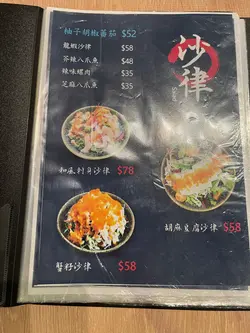 柚子胡椒蕃茄 $52
龍蝦沙律 $58
芥辣八爪魚 $48
辣味螺肉 $35
芝麻八爪魚 $35
沙律
和風刺身沙律 $78
胡麻豆腐沙律 $58
蟹籽沙律 $58